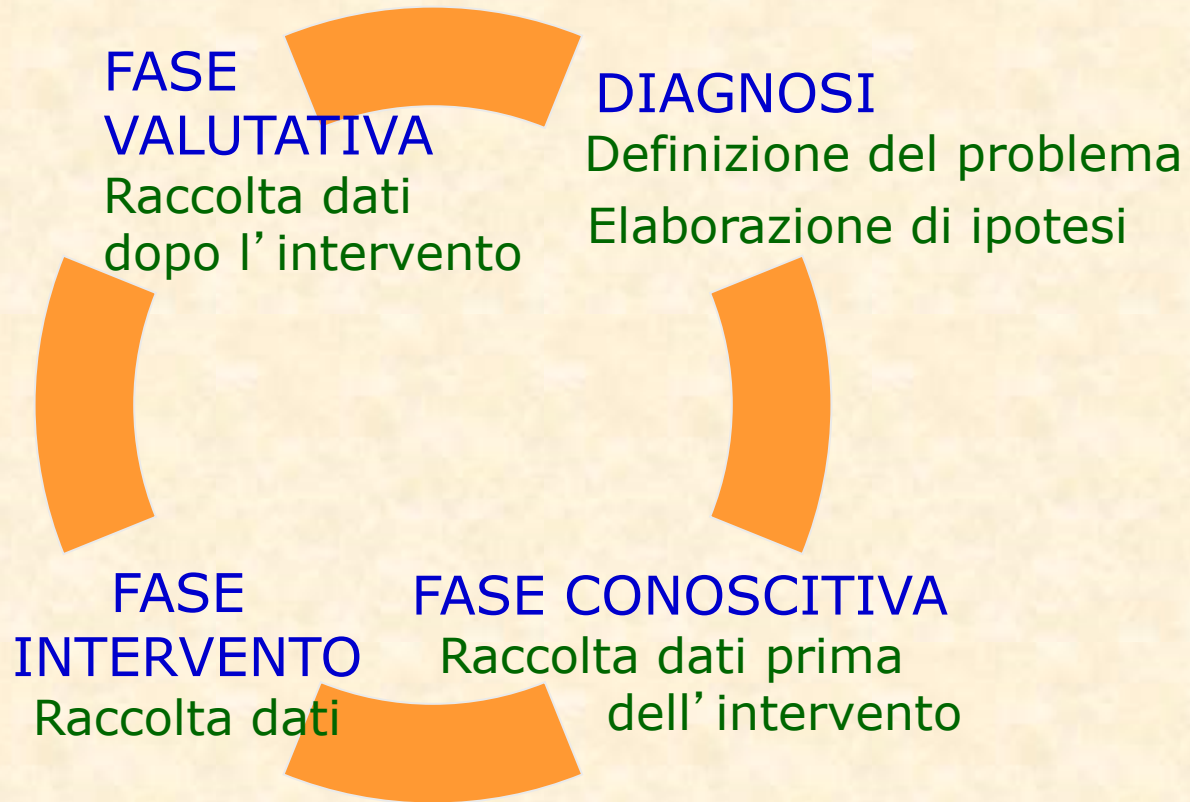 FASE
VALUTATIVA
Raccolta dati
dopo l’intervento
DIAGNOSI
Definizione del problema
Elaborazione di ipotesi
FASE
INTERVENTO
Raccolta dati
FASE CONOSCITIVA
Raccolta dati prima
dell’intervento